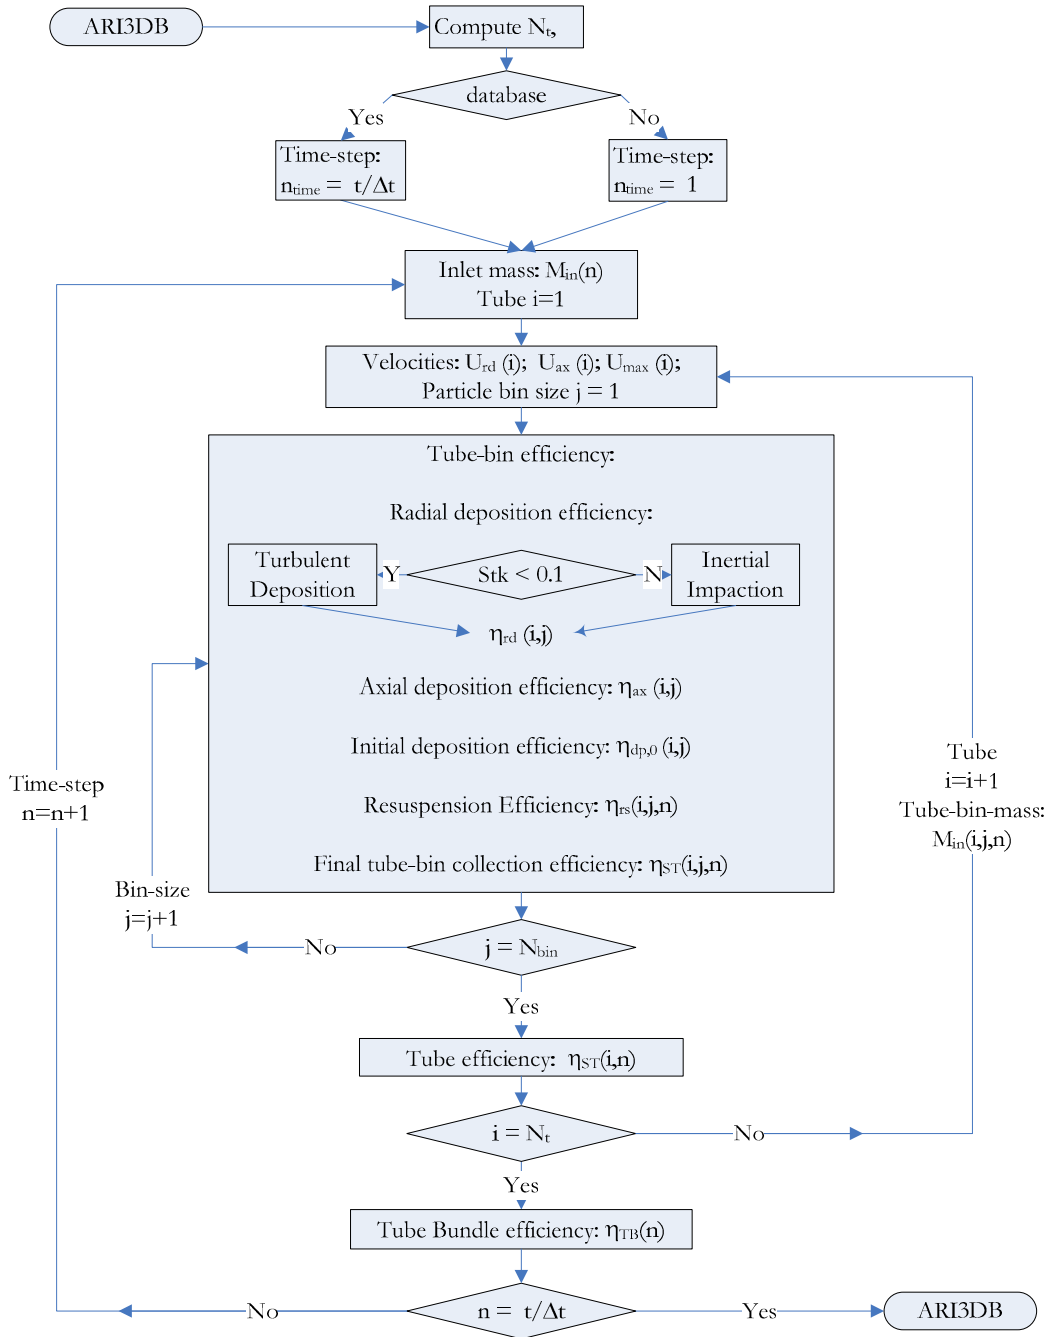 ARI3DB
Compute Nt,
database
Yes
No
Time-step:
ntime = t/Δt
Time-step:
ntime = 1
Inlet mass: Min(n)
Tube i=1
Velocities: Urd (i); Uax (i); Umax (i);
Particle bin size j = 1
Tube-bin efficiency:
Radial deposition efficiency:
Turbulent
Deposition
Y
Stk < 0.1
N
Inertial
Impaction
ηrd (i,j)
Axial deposition efficiency: ηax (i,j)
Initial deposition efficiency: ηdp,0 (i,j)
Resuspension Efficiency: ηrs(i,j,n)
Final tube-bin collection efficiency: ηST(i,j,n)
Time-step
n=n+1
Bin-size
j=j+1
Tube
i=i+1
Tube-bin-mass:
Min(i,j,n)
No
j = Nbin
Yes
Tube efficiency: ηST(i,n)
i = Nt
No
Yes
Tube Bundle efficiency: ηTB(n)
No
n = t/Δt
Yes
ARI3DB